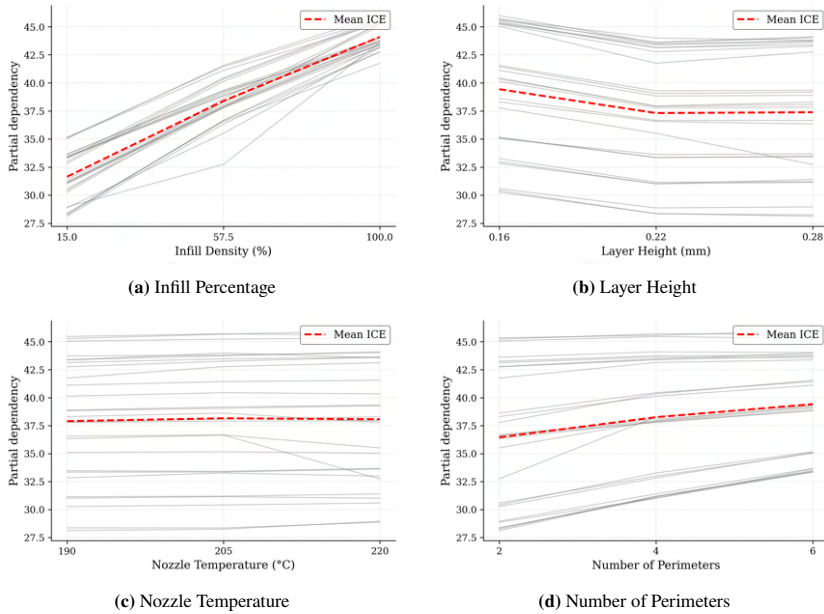 Mean ICE
45.0
42.5
40.0
37.5
35.0
32.5
30.0
27.5
Partial dependency
15.0 57.5 100.0
Infill Density (%)
(a) Infill Percentage
Mean ICE
45.0
42.5
40.0
37.5
35.0
32.5
30.0
27.5
Partial dependency
0.16 0.22 0.28
Layer Height (mm)
(b) Layer Height
Mean ICE
45.0
42.5
40.0
37.5
35.0
32.5
30.0
27.5
Partial dependency
190 205 220
Nozzle Temperature (°C)
(c) Nozzle Temperature
Mean ICE
45.0
42.5
40.0
37.5
35.0
32.5
30.0
27.5
Partial dependency
2 4 6
Number of Perimeters
(d) Number of Perimeters